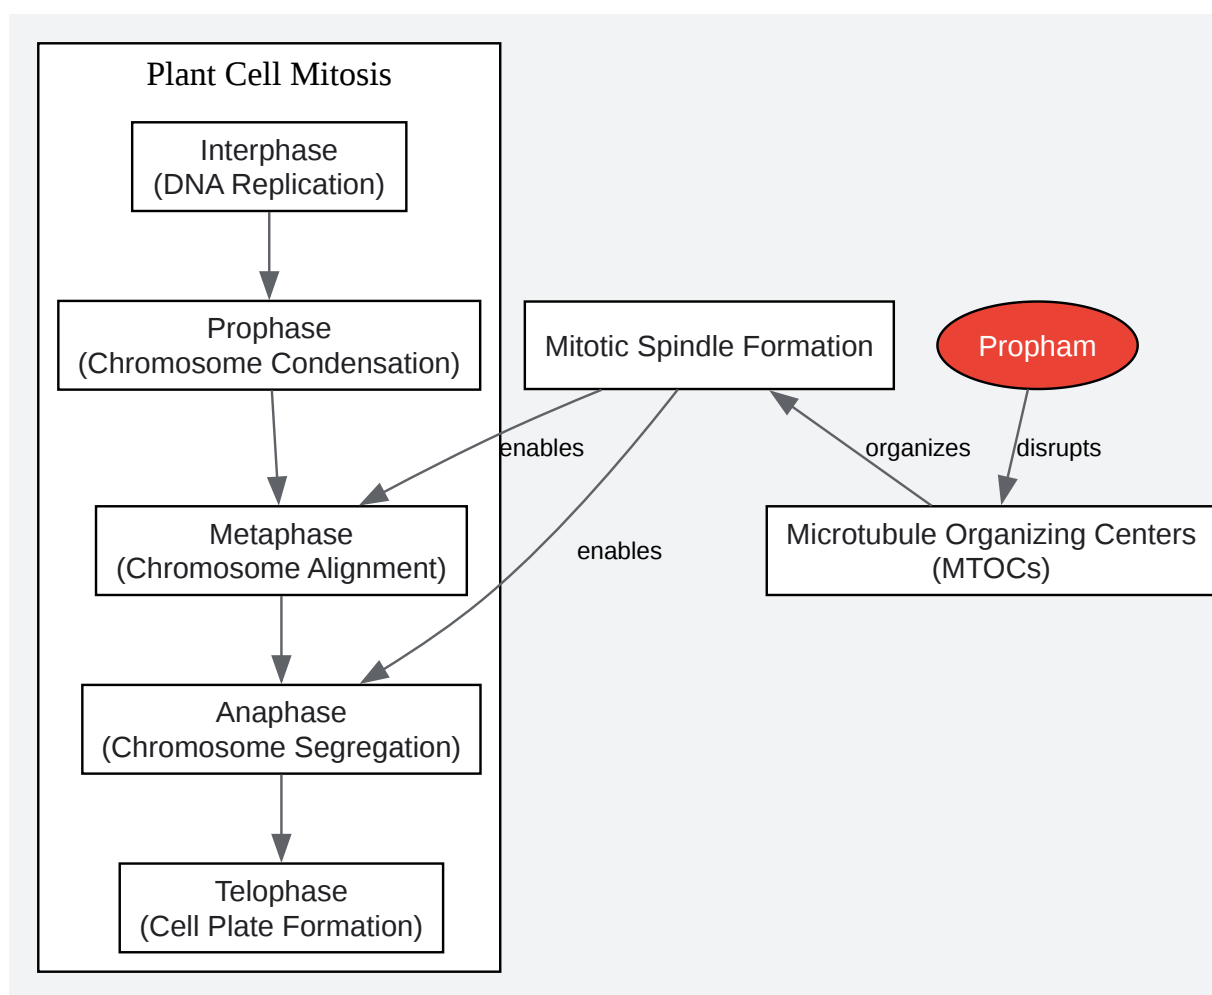 Plant Cell Mitosis
Interphase
(DNA Replication)
Prophase
(Chromosome Condensation)
Mitotic Spindle Formation
Propham
enables
organizes
disrupts
Metaphase
(Chromosome Alignment)
enables
Microtubule Organizing Centers
(MTOCs)
Anaphase
(Chromosome Segregation)
Telophase
(Cell Plate Formation)